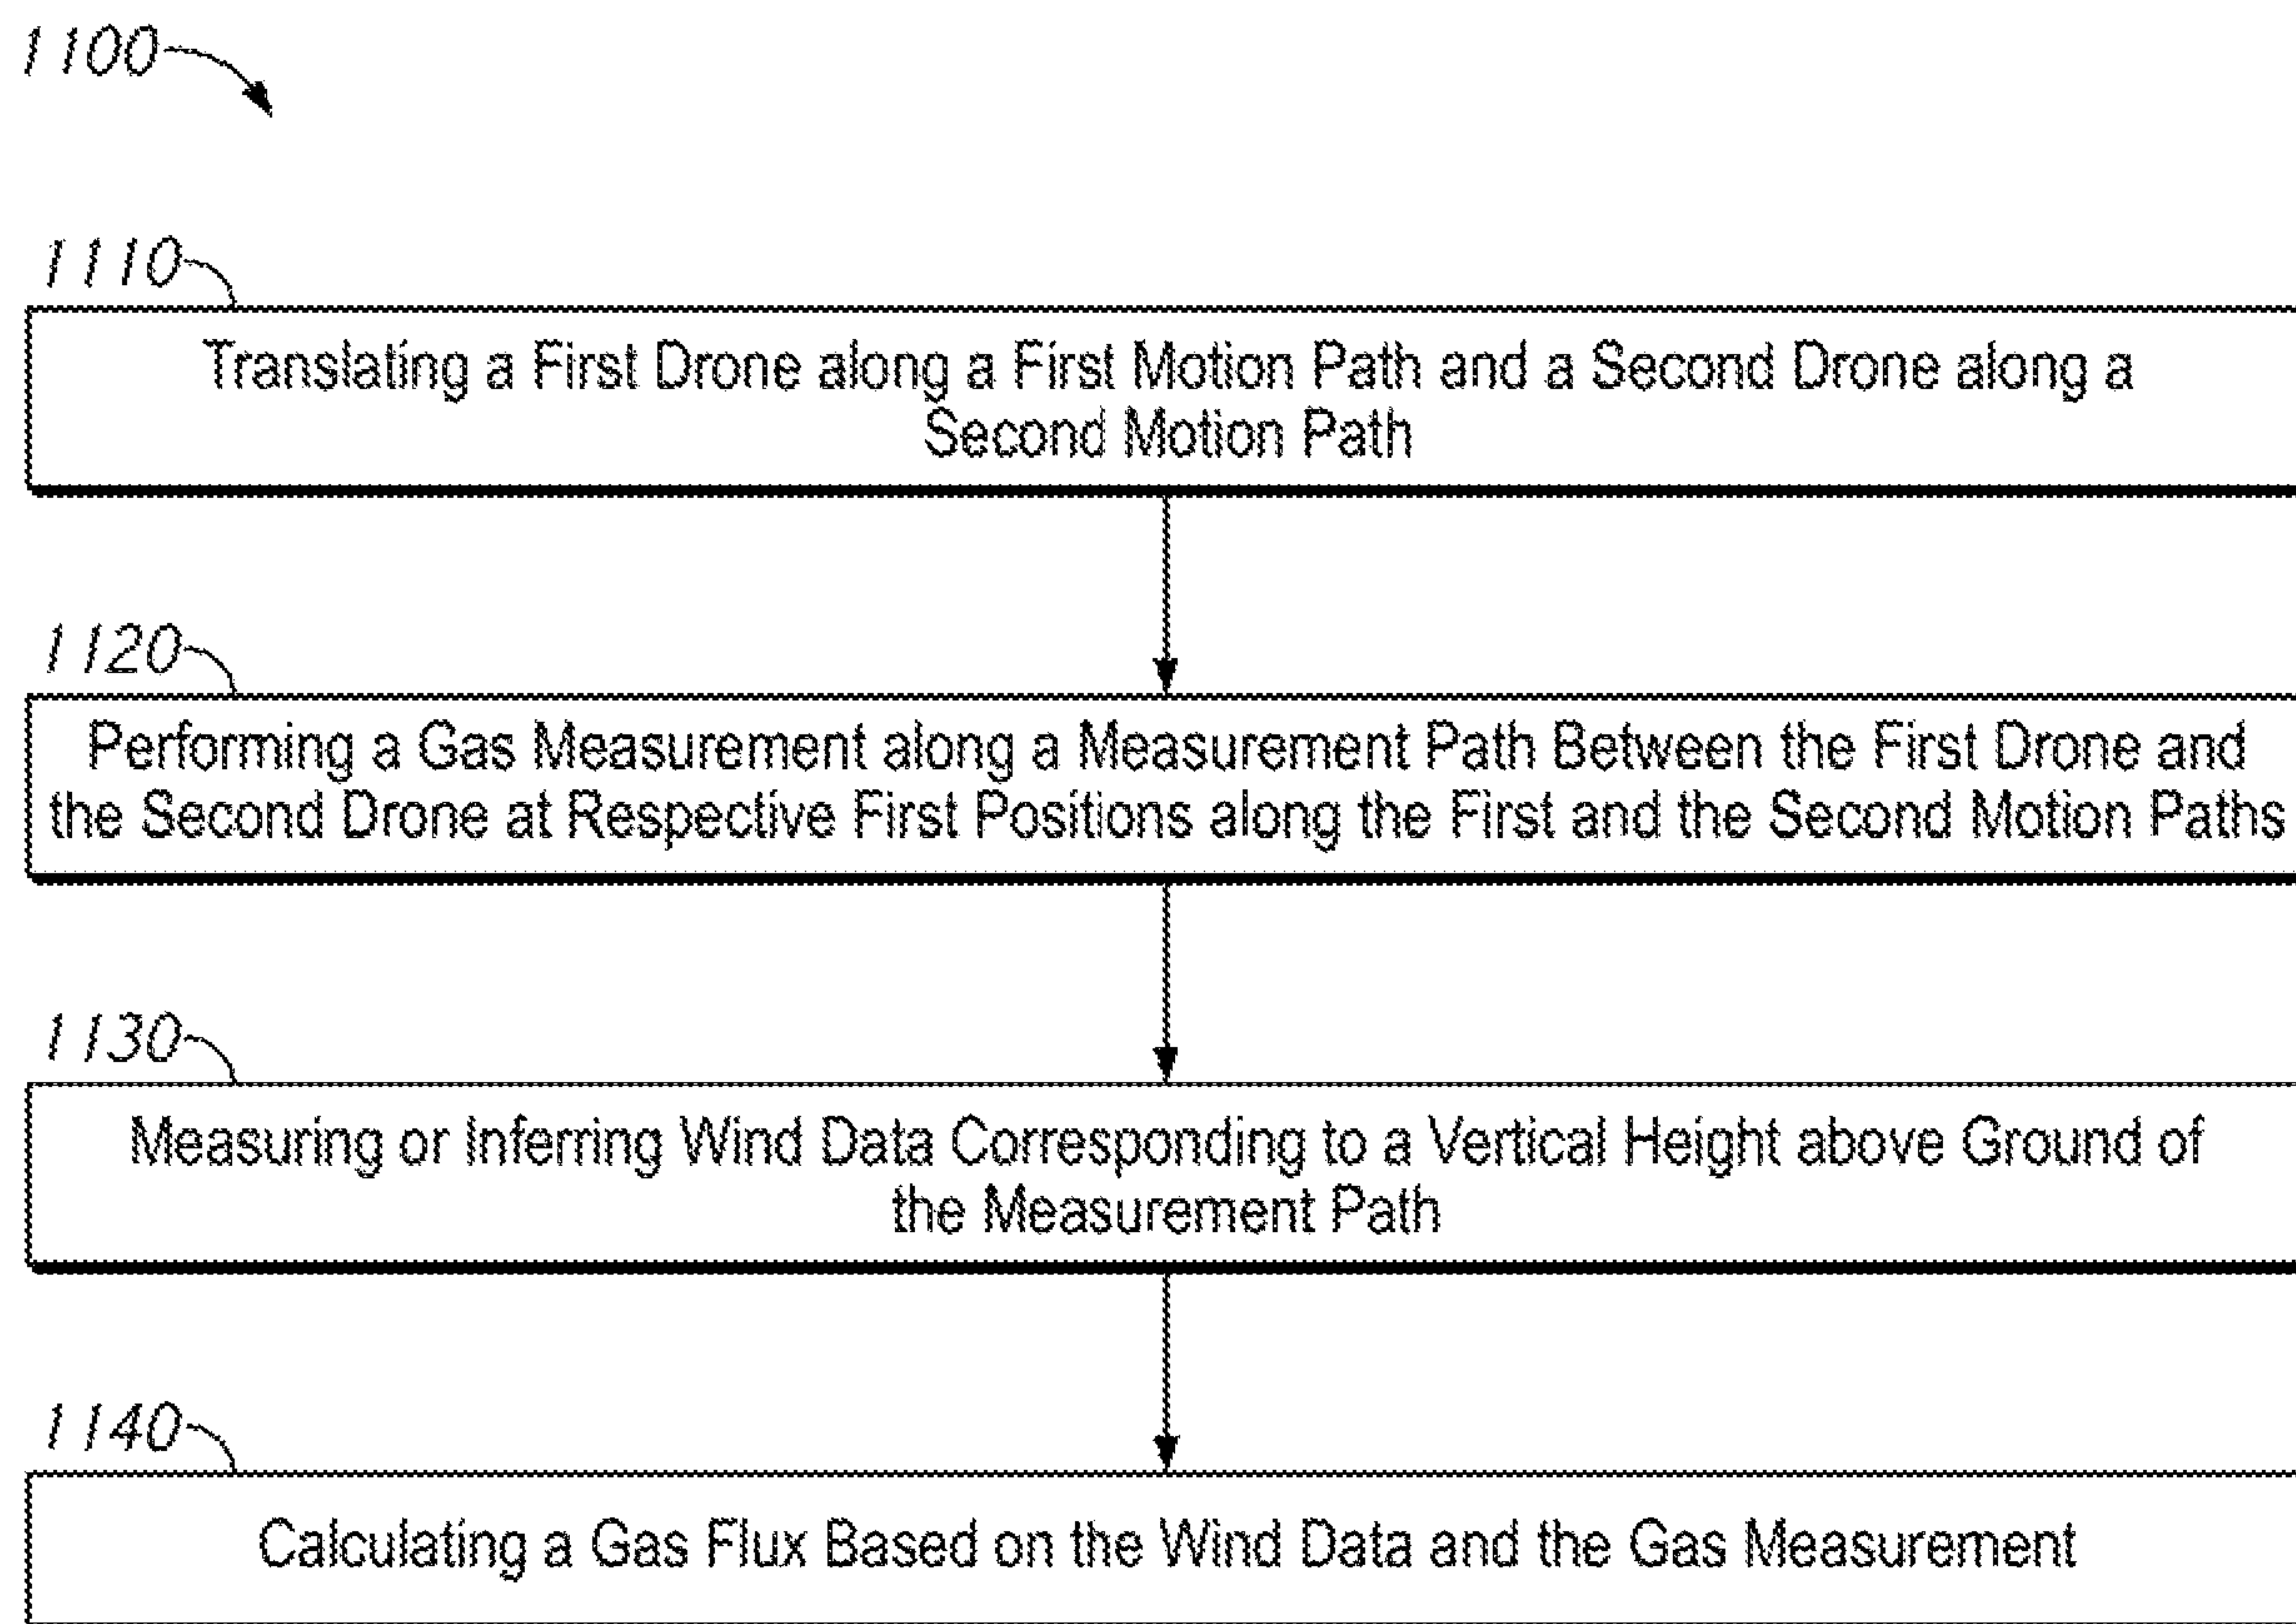 1100
1110
Translating a First Drone along a First Motion Path and a Second Drone along a
Second Motion Path
1120
Performing a Gas Measurement along a Measurement Path Between the First Drone and
the Second Drone at Respective First Positions along the First and the Second Motion Paths
1130
Measuring or Inferring Wind Data Corresponding to a Vertical Height above Ground of
the Measurement Path
1140
Calculating a Gas Flux Based on the Wind Data and the Gas Measurement